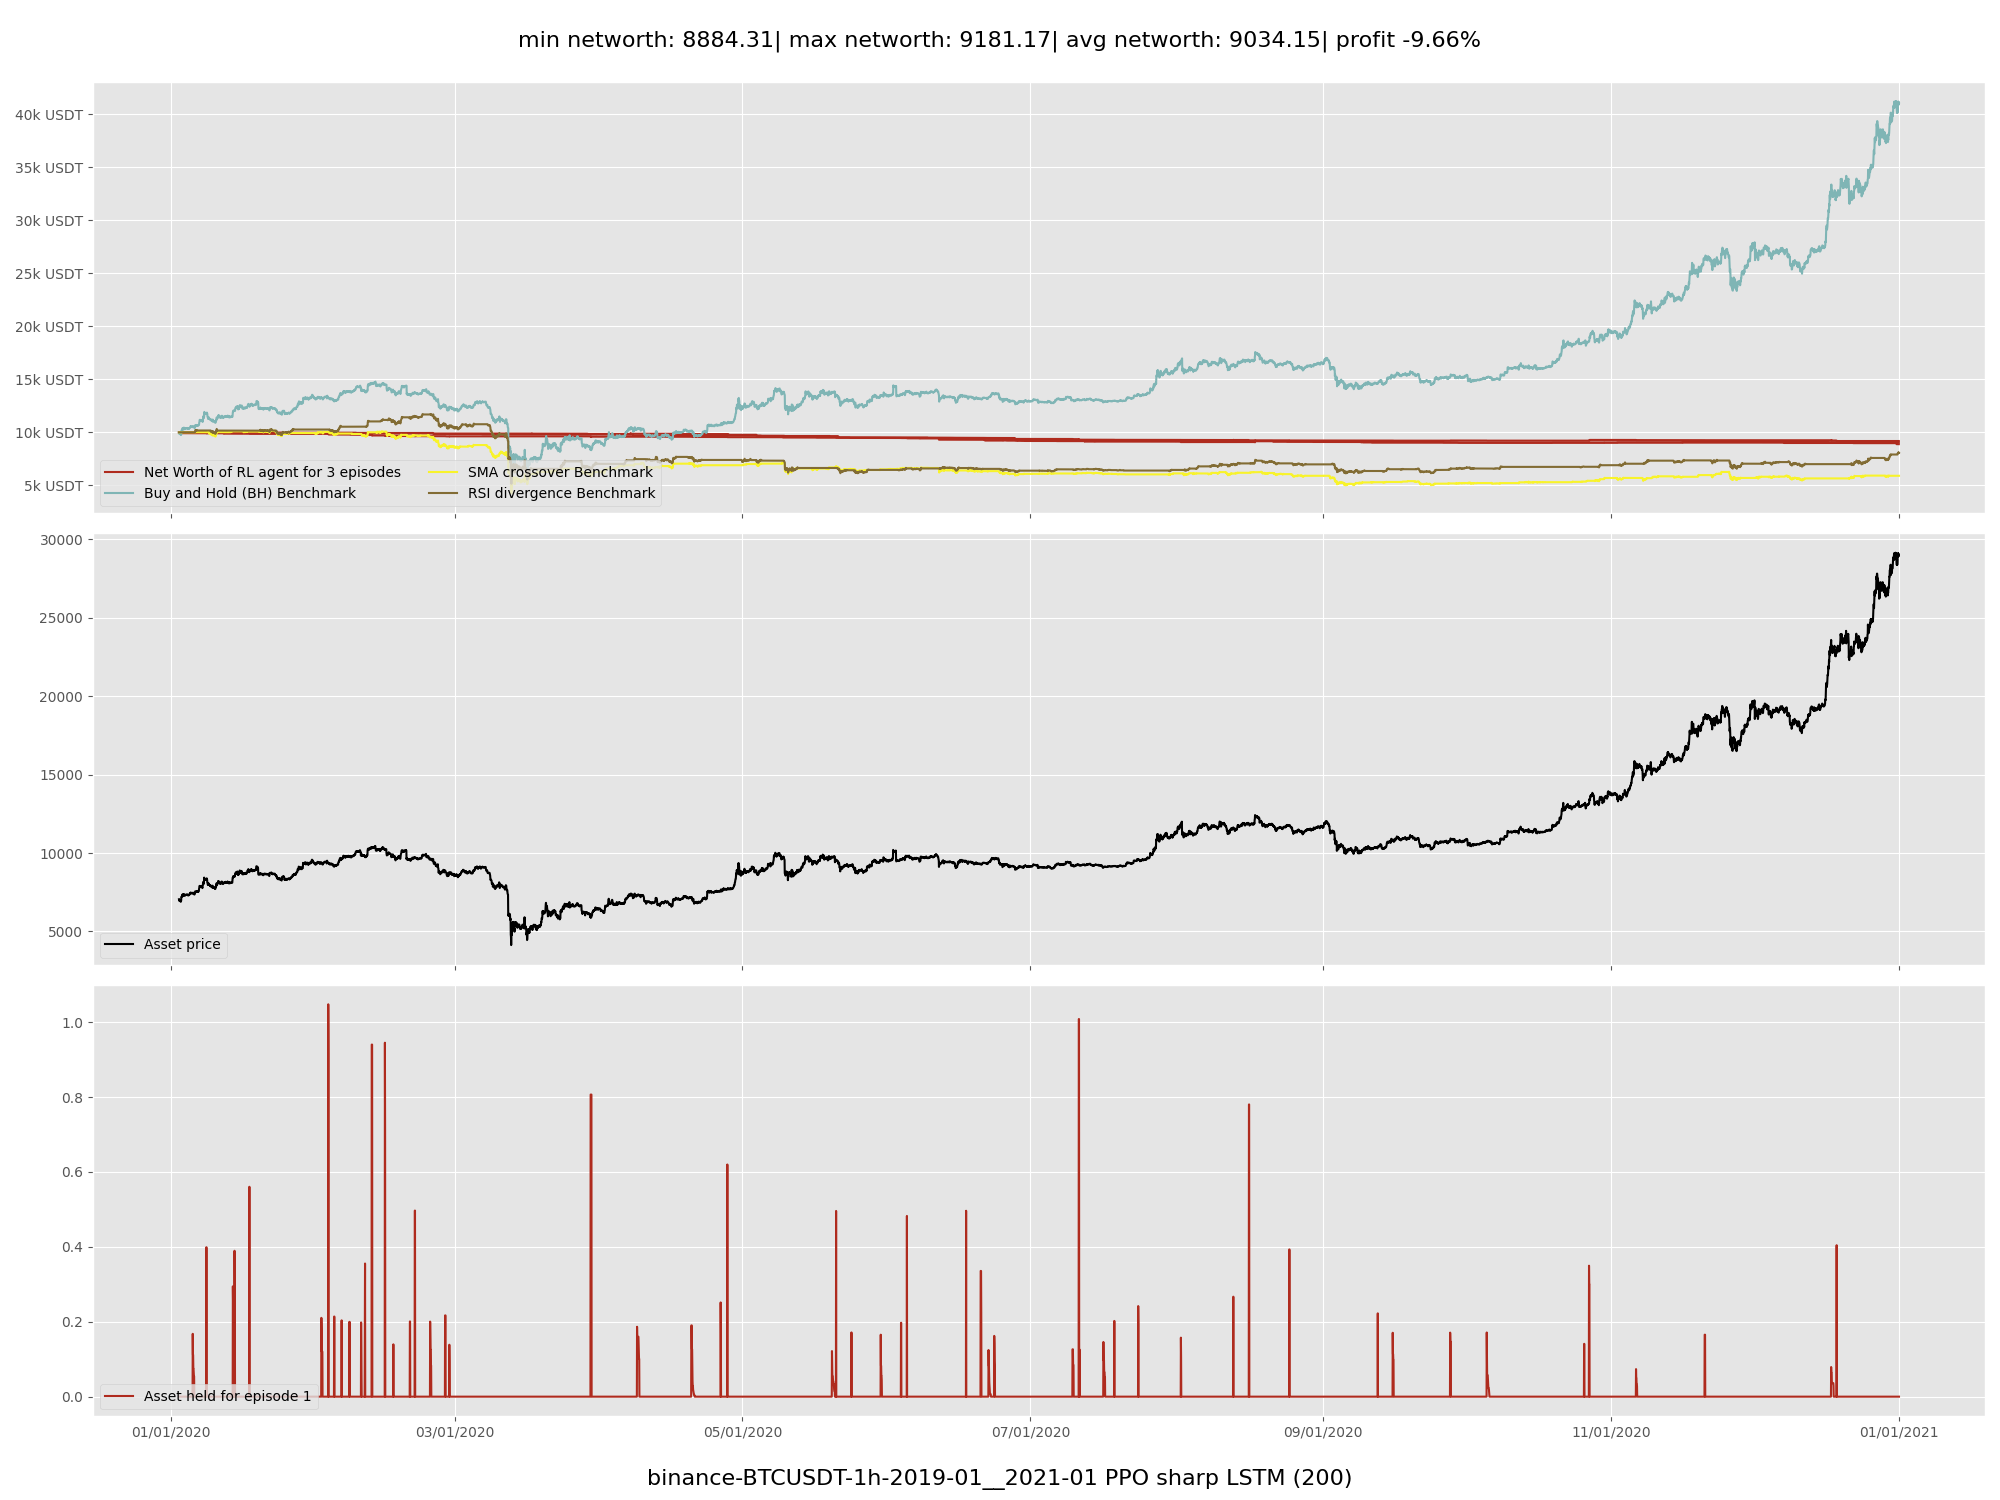 min networth: 8884.31| max networth: 9181.17| avg networth: 9034.15| profit -9.66%
40k USDT
35k USDT
30k USDT
25k USDT
20k USDT
15k USDT
10k USDT
5k USDT
Net Worth of RL agent for 3 episodes
Buy and Hold (BH) Benchmark
SMA crossover Benchmark
RSI divergence Benchmark
30000
25000
20000
15000
10000
5000
Asset price
1.0
0.8
0.6
0.4
0.2
0.0
Asset held for episode 1
01/01/2020 03/01/2020 05/01/2020 07/01/2020 09/01/2020 11/01/2020 01/01/2021
binance-BTCUSDT-1h-2019-01__2021-01 PPO sharp LSTM (200)